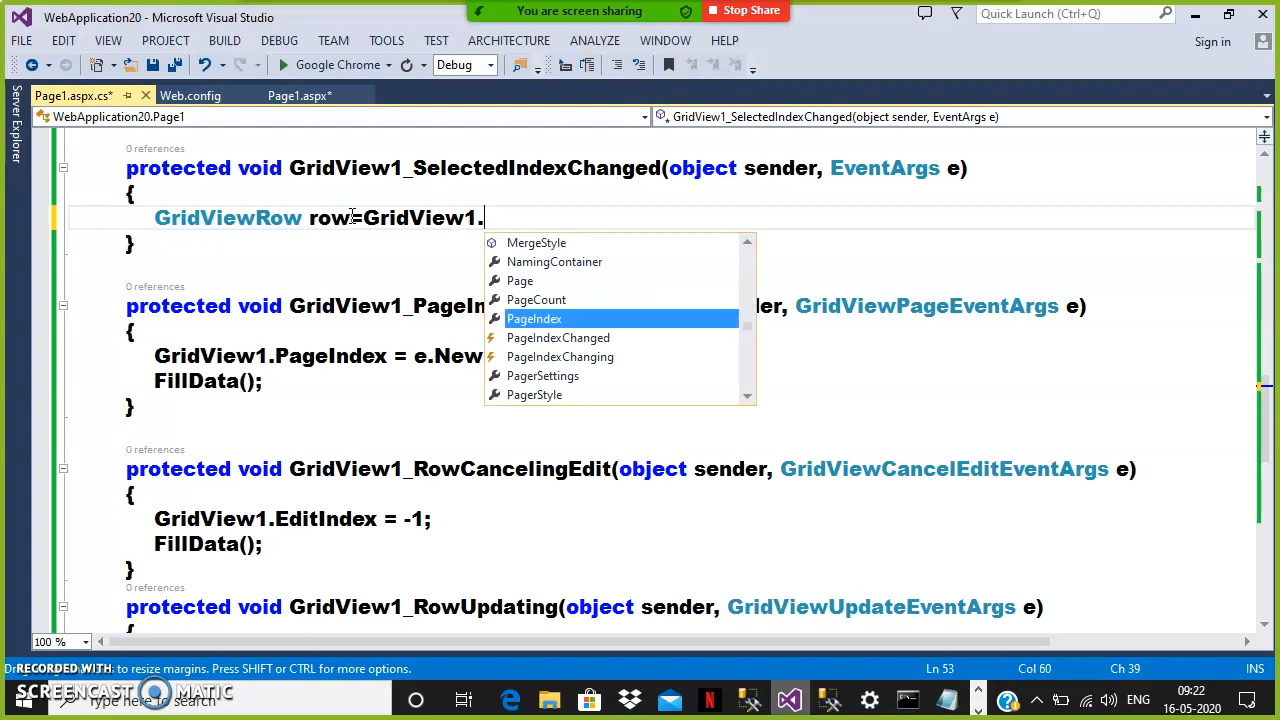 WebApplication20 - Microsoft Visual Studio
You are screen sharing
Stop Share
Quick Launch (Ctrl+Q)
FILE EDIT VIEW PROJECT BUILD DEBUG TEAM TOOLS TEST ARCHITECTURE ANALYZE WINDOW HELP
Sign in
Google Chrome Debug
Server Explorer
Page1.aspx.cs* Web.config Page1.aspx*
WebApplication20.Page1 GridView1_SelectedIndexChanged(object sender, EventArgs e)
0 references
protected void GridView1_SelectedIndexChanged(object sender, EventArgs e)
{
GridViewRow row=GridView1.
}
MergeStyle
NamingContainer
Page
PageCount
PageIndex
PageIndexChanged
PageIndexChanging
PagerSettings
PagerStyle
0 references
protected void GridView1_PageIn der, GridViewPageEventArgs e)
{
GridView1.PageIndex = e.New
FillData();
}
0 references
protected void GridView1_RowCancelingEdit(object sender, GridViewCancelEditEventArgs e)
{
GridView1.EditIndex = -1;
FillData();
}
0 references
protected void GridView1_RowUpdating(object sender, GridViewUpdateEventArgs e)
{
100 %
to resize margins. Press SHIFT or CTRL for more options. Ln 53 Col 60 Ch 39 INS
RECORDED WITH
SCREENCAST MATIC
here to search
ENG
09:22
16-05-2020